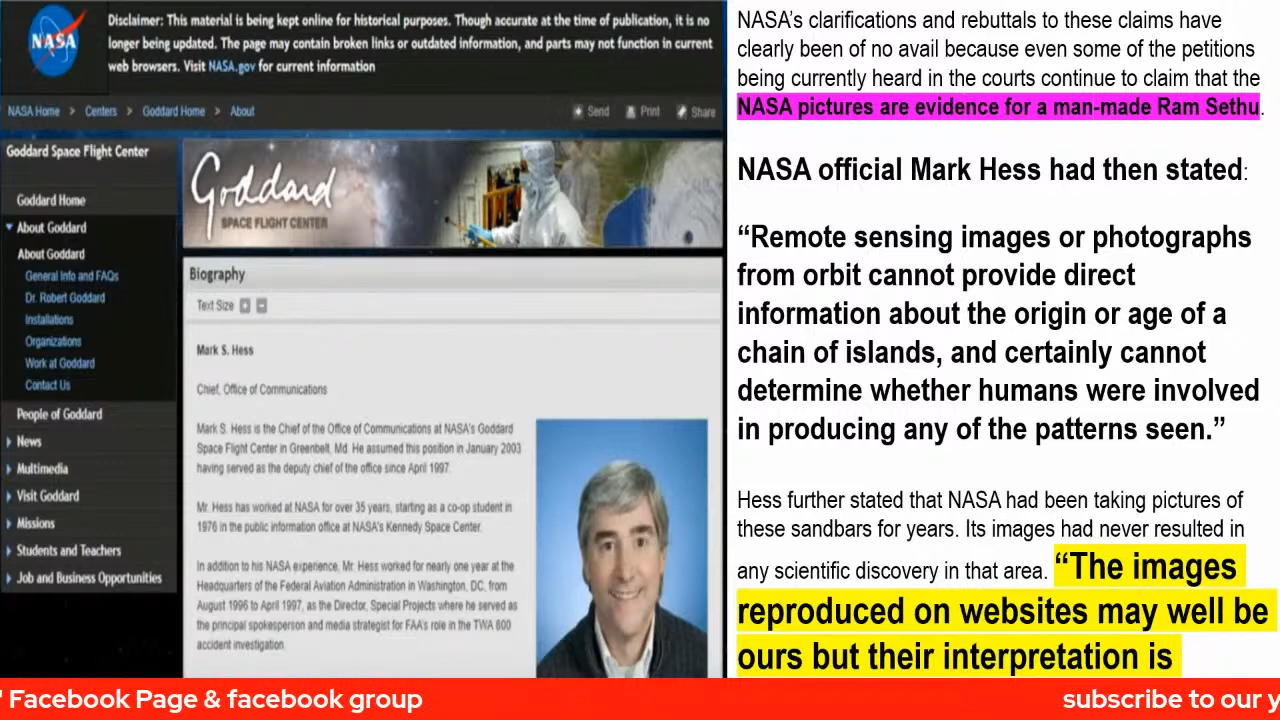 NASA
Disclaimer: This material is being kept online for historical purposes. Though accurate at the time of publication, it is no
longer being updated. The page may contain broken links or outdated information, and parts may not function in current
web browsers. Visit NASA.gov for current information
NASA Home > Centers > Goddard Home > About
Send Print Share
Goddard Space Flight Center
Goddard Home
About Goddard
About Goddard
General Info and FAQs
Dr. Robert Goddard
Installations
Organizations
Work at Goddard
Contact Us
People of Goddard
News
Multimedia
Visit Goddard
Missions
Students and Teachers
Job and Business Opportunities
Goddard
SPACE FLIGHT CENTER
Biography
Text Size
Mark S. Hess
Chief, Office of Communications
Mark S. Hess is the Chief of the Office of Communications at NASA's Goddard
Space Flight Center in Greenbelt, Md. He assumed this position in January 2003
having served as the deputy chief of the office since April 1997.
Mr. Hess has worked at NASA for over 35 years, starting as a co-op student in
1976 in the public information office at NASA's Kennedy Space Center.
In addition to his NASA experience, Mr. Hess worked for nearly one year at the
Headquarters of the Federal Aviation Administration in Washington, DC, from
August 1996 to April 1997, as the Director, Special Projects where he served as
the principal spokesperson and media strategist for FAA's role in the TWA 800
accident investigation.
NASA’s clarifications and rebuttals to these claims have
clearly been of no avail because even some of the petitions
being currently heard in the courts continue to claim that the
NASA pictures are evidence for a man-made Ram Sethu.
NASA official Mark Hess had then stated:
“Remote sensing images or photographs
from orbit cannot provide direct
information about the origin or age of a
chain of islands, and certainly cannot
determine whether humans were involved
in producing any of the patterns seen.”
Hess further stated that NASA had been taking pictures of
these sandbars for years. Its images had never resulted in
any scientific discovery in that area. “The images
reproduced on websites may well be
ours but their interpretation is
' Facebook Page & facebook group
subscribe to our y